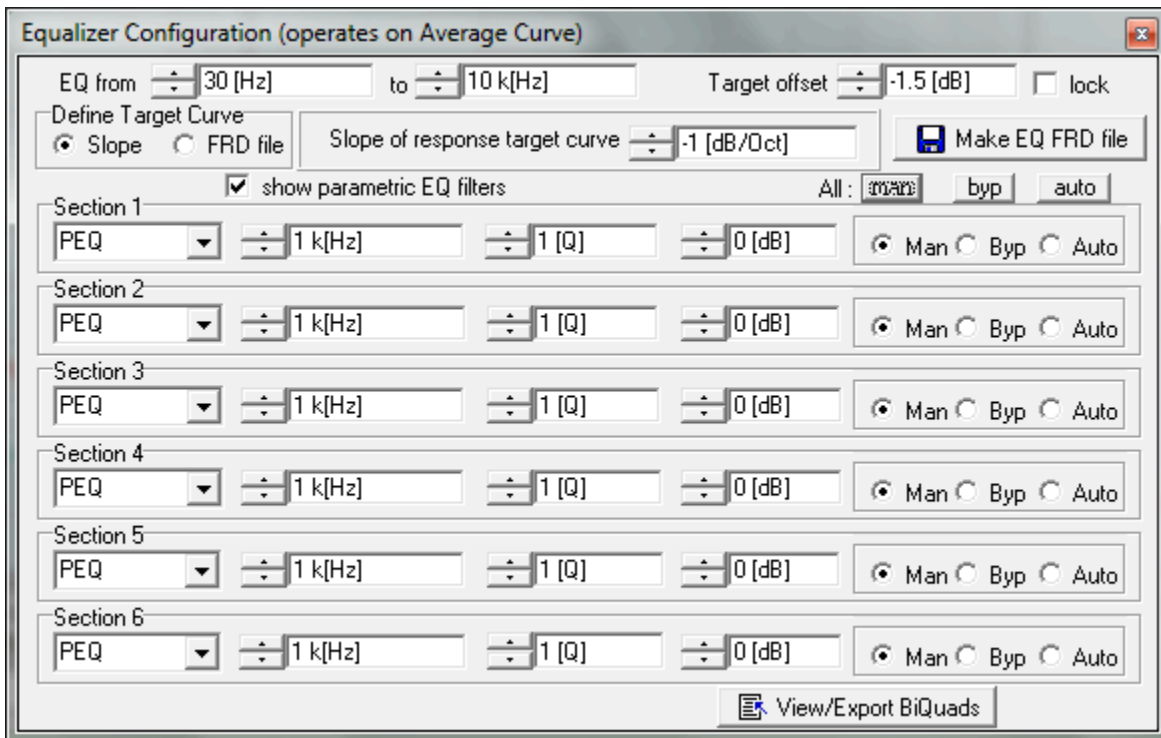 Equalizer Configuration (operates on Average Curve)
EQ from 30 [Hz] to 10 k[Hz] Target offset -1.5 [dB] lock
Define Target Curve
Slope FRD file Slope of response target curve -1 [dB/Oct] Make EQ FRD file
show parametric EQ filters All : man byp auto
Section 1
PEQ 1 k[Hz] 1 [Q] 0 [dB] Man Byp Auto
Section 2
PEQ 1 k[Hz] 1 [Q] 0 [dB] Man Byp Auto
Section 3
PEQ 1 k[Hz] 1 [Q] 0 [dB] Man Byp Auto
Section 4
PEQ 1 k[Hz] 1 [Q] 0 [dB] Man Byp Auto
Section 5
PEQ 1 k[Hz] 1 [Q] 0 [dB] Man Byp Auto
Section 6
PEQ 1 k[Hz] 1 [Q] 0 [dB] Man Byp Auto
View/Export BiQuads